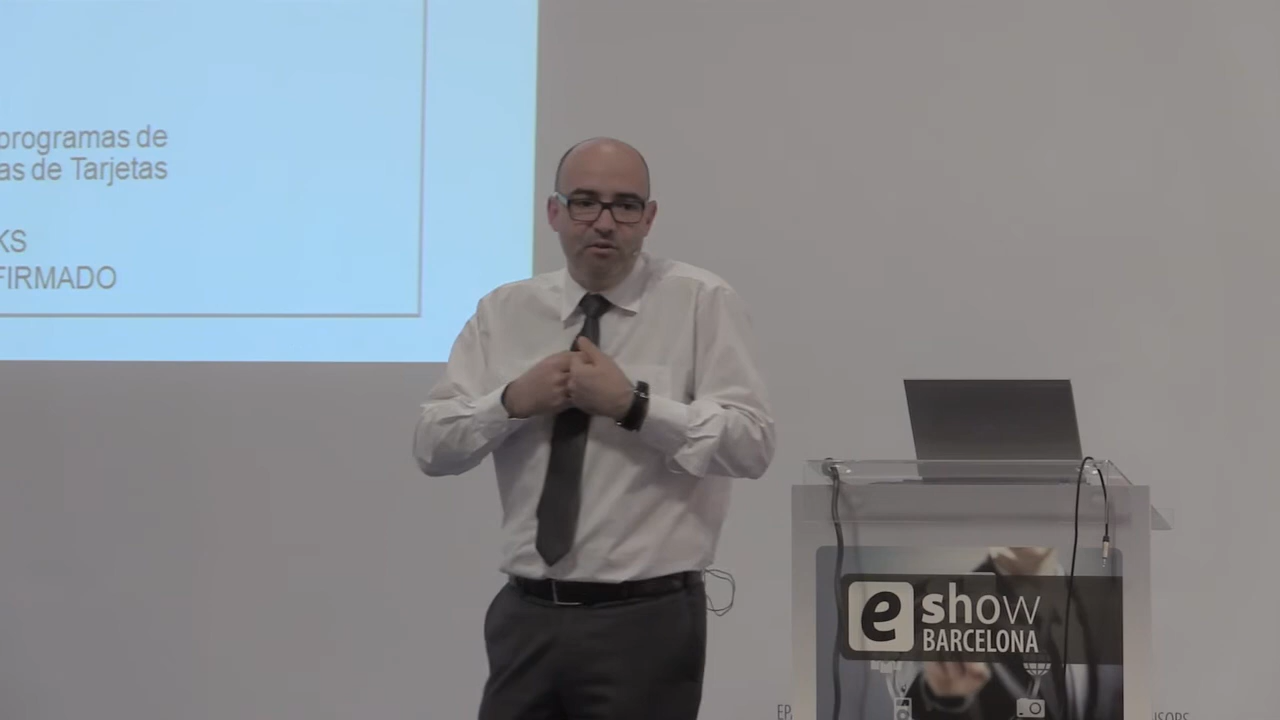 programas de
as de Tarjetas
KS
FIRMADO
e show
BARCELONA